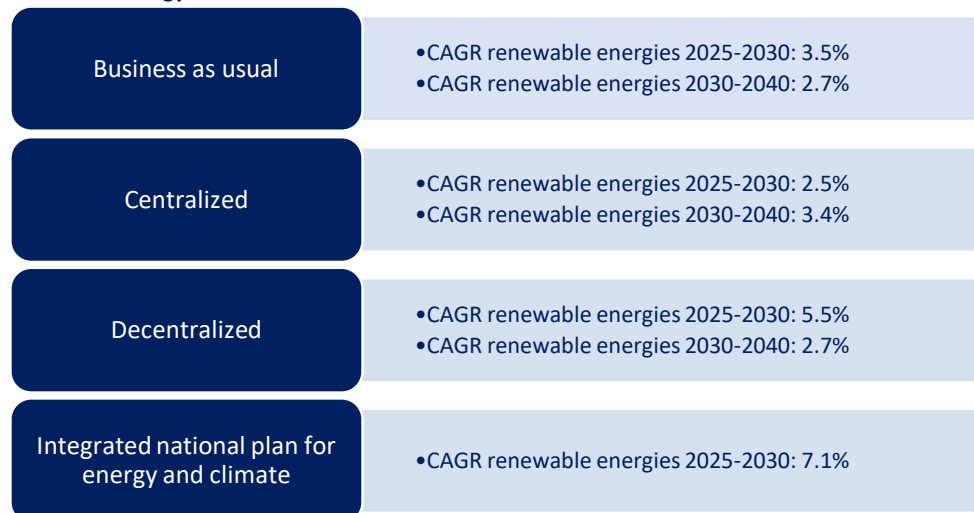 Business as usual
•CAGR renewable energies 2025-2030: 3.5%
•CAGR renewable energies 2030-2040: 2.7%
Centralized
•CAGR renewable energies 2025-2030: 2.5%
•CAGR renewable energies 2030-2040: 3.4%
Decentralized
•CAGR renewable energies 2025-2030: 5.5%
•CAGR renewable energies 2030-2040: 2.7%
Integrated national plan for
energy and climate
•CAGR renewable energies 2025-2030: 7.1%